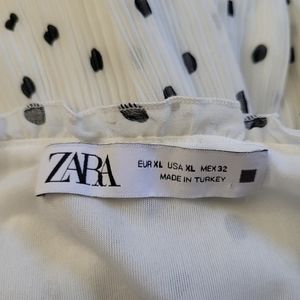 ZARA
EUR XL USA XL MEX 32
MADE IN TURKEY